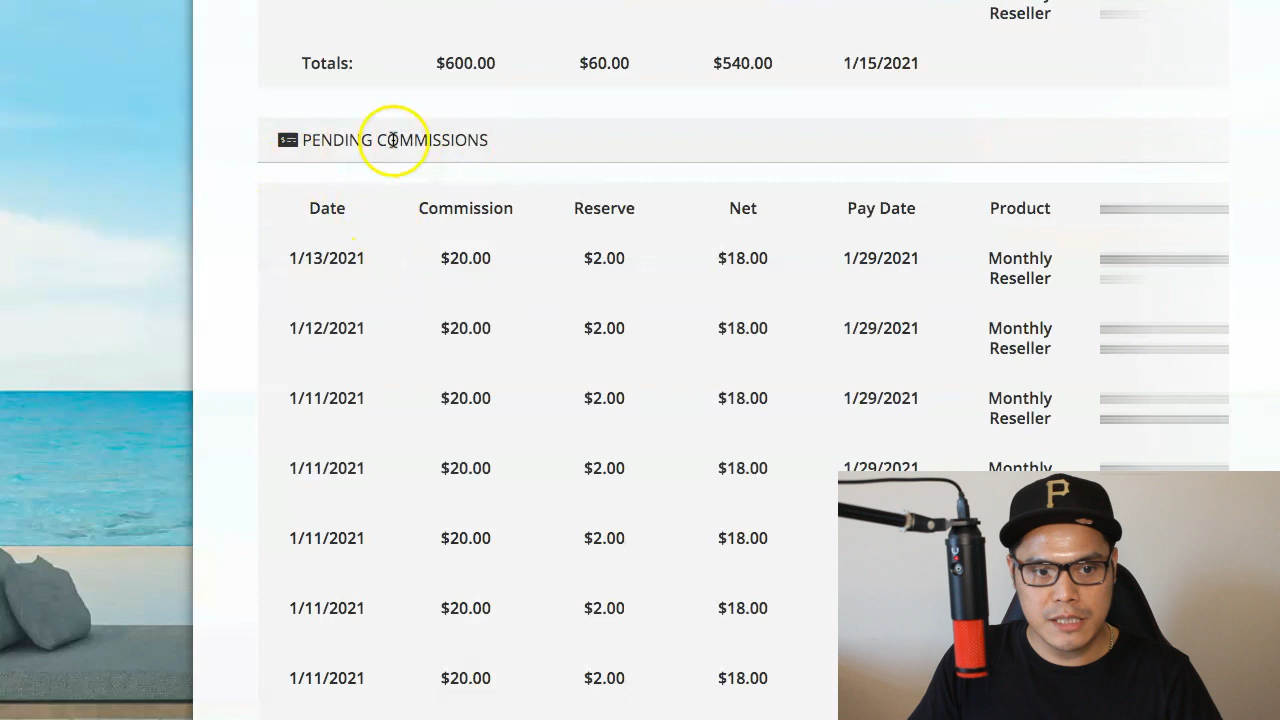 Reseller
Totals: $600.00 $60.00 $540.00 1/15/2021
PENDING COMMISSIONS
Date Commission Reserve Net Pay Date Product
1/13/2021 $20.00 $2.00 $18.00 1/29/2021 Monthly
Reseller
1/12/2021 $20.00 $2.00 $18.00 1/29/2021 Monthly
Reseller
1/11/2021 $20.00 $2.00 $18.00 1/29/2021 Monthly
Reseller
1/11/2021 $20.00 $2.00 $18.00 1/29/2021 Monthly
1/11/2021 $20.00 $2.00 $18.00
1/11/2021 $20.00 $2.00 $18.00
1/11/2021 $20.00 $2.00 $18.00
P